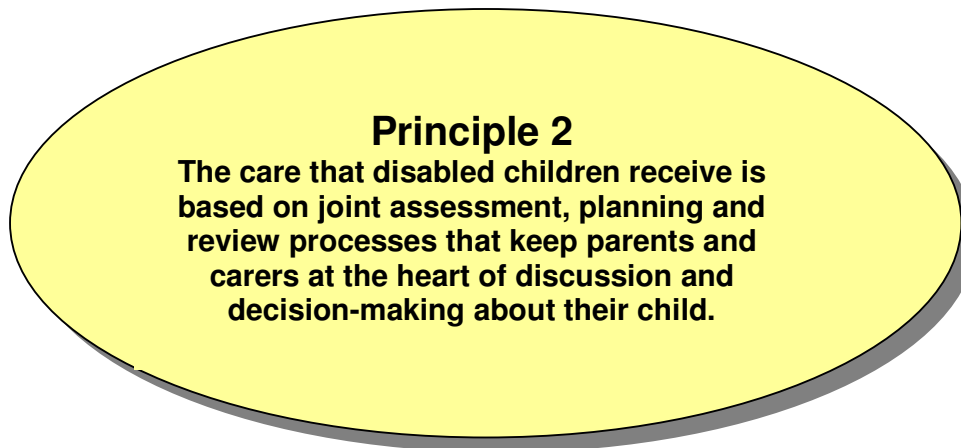 Principle 2
The care that disabled children receive is
based on joint assessment, planning and
review processes that keep parents and
carers at the heart of discussion and
decision-making about their child.